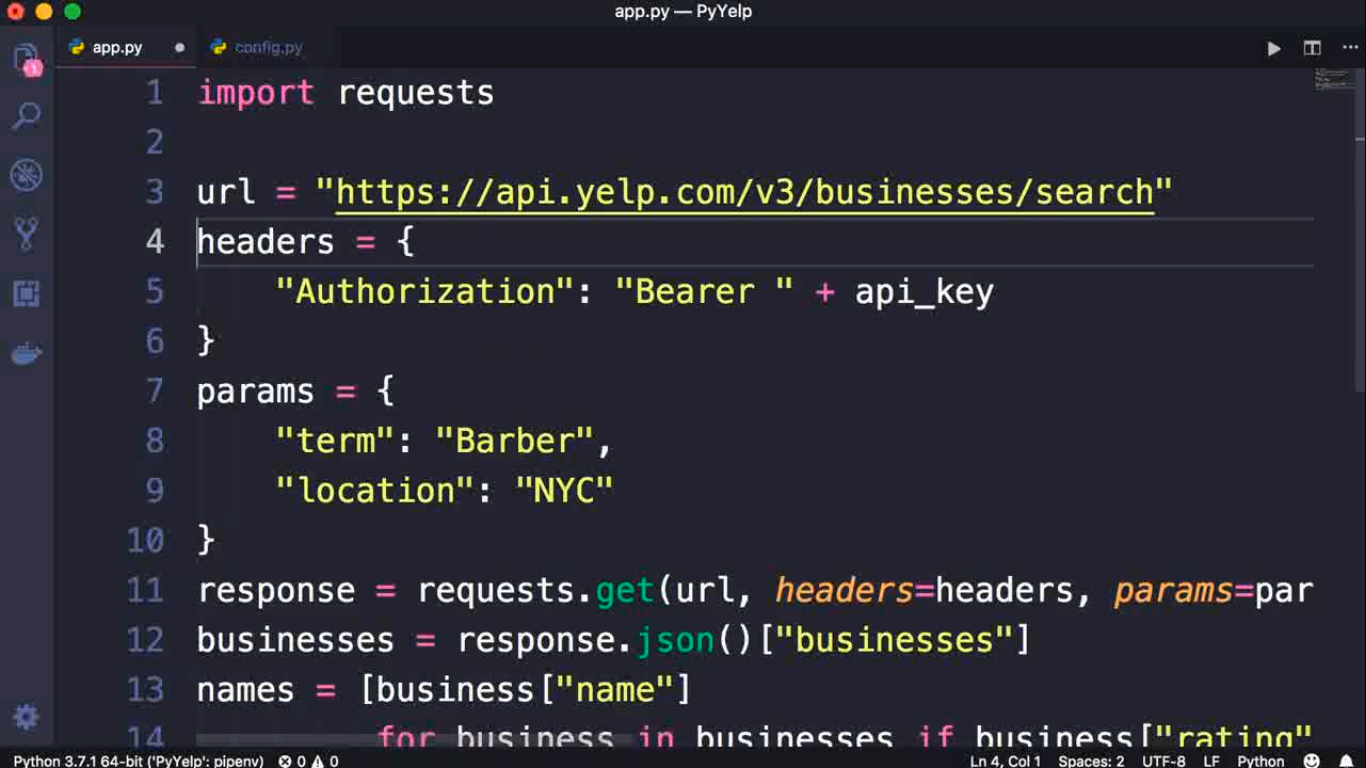 app.py — PyYelp
app.py
config.py
1 import requests
2
3 url = "https://api.yelp.com/v3/businesses/search"
4 headers = {
5 "Authorization": "Bearer " + api_key
6 }
7 params = {
8 "term": "Barber",
9 "location": "NYC"
10 }
11 response = requests.get(url, headers=headers, params=par
12 businesses = response.json()["businesses"]
13 names = [business["name"]
14 for business in businesses if business["rating"
1
Python 3.7.1 64-bit ('PyYelp': pipenv) 0 0 Ln 4, Col 1 Spaces: 2 UTF-8 LF Python